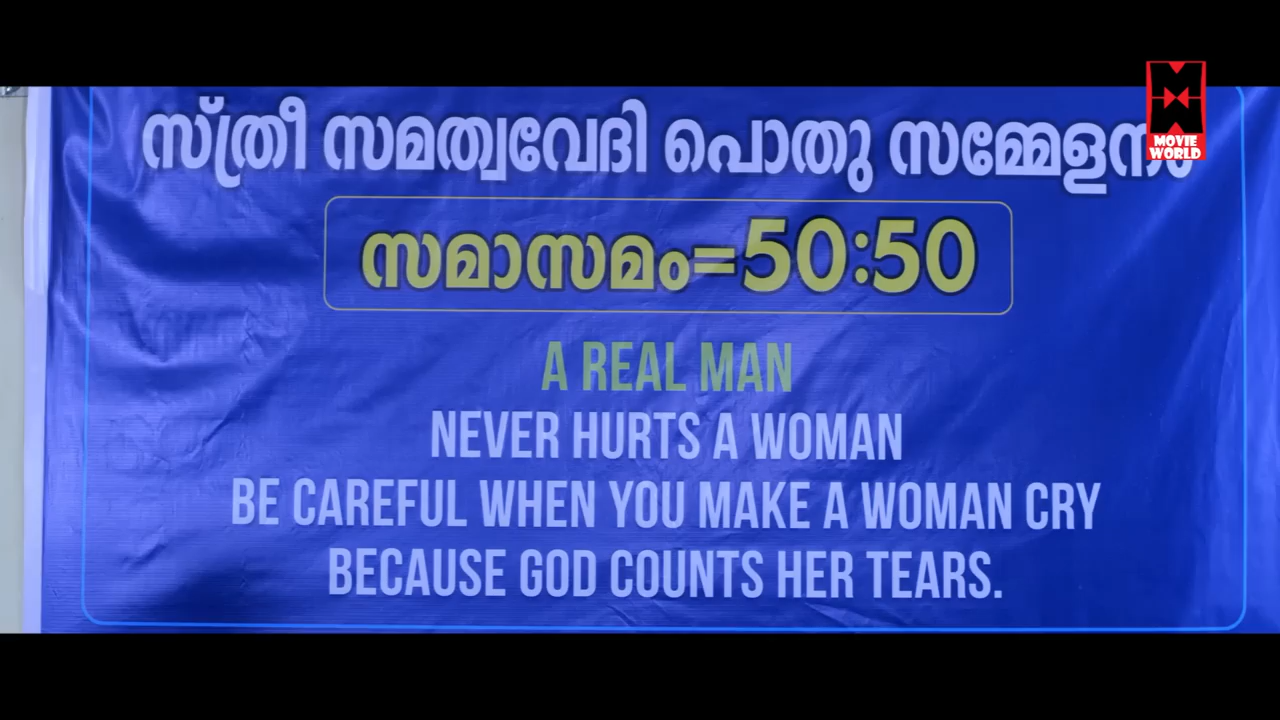 സ്ത്രീ സമത്വവേദി പൊതു സമ്മേളനം
സമാസമം=50:50
A REAL MAN
NEVER HURTS A WOMAN
BE CAREFUL WHEN YOU MAKE A WOMAN CRY
BECAUSE GOD COUNTS HER TEARS.
MOVIE
WORLD